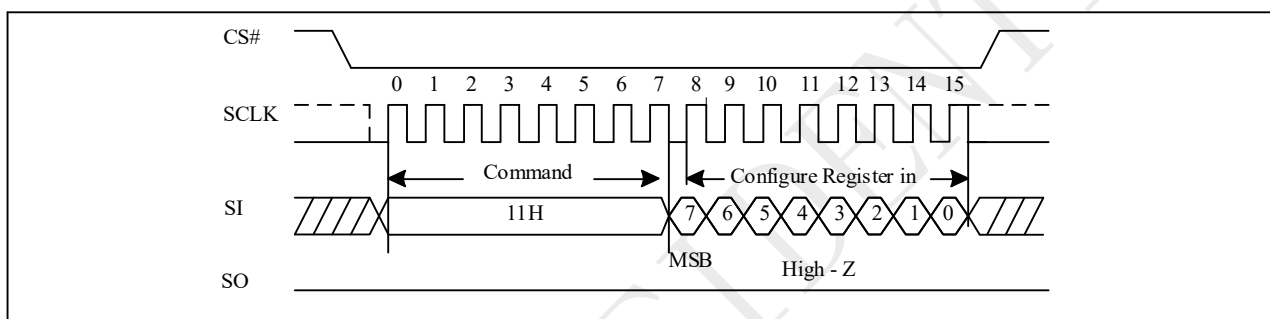 CS#
0 1 2 3 4 5 6 7 8 9 10 11 12 13 14 15
SCLK
Command Configure Register in
SI 11H 7 6 5 4 3 2 1 0
MSB High - Z
SO